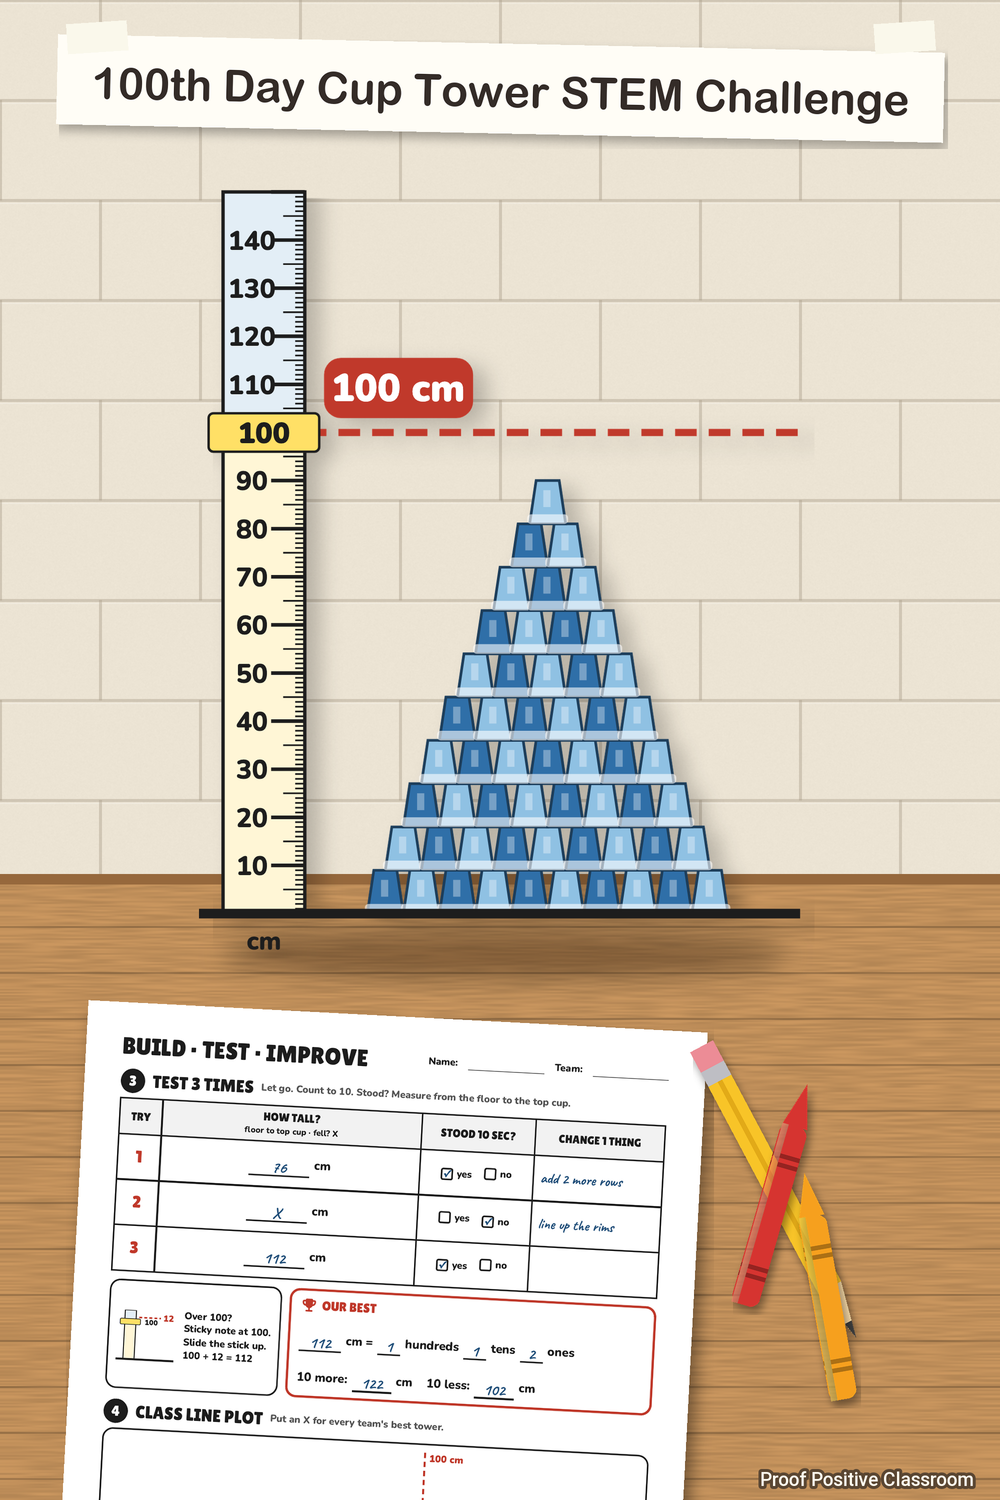 100th Day Cup Tower STEM Challenge
140
130
120
110
100 cm
100
90
80
70
60
50
40
30
20
10
cm
BUILD · TEST · IMPROVE
Name: Team:
3 TEST 3 TIMES Let go. Count to 10. Stood? Measure from the floor to the top cup.
TRY HOW TALL? STOOD 10 SEC? CHANGE 1 THING
floor to top cup · fell? X
1 76 cm yes no add 2 more rows
2 X cm yes no line up the rims
3 112 cm yes no
12
100
Over 100?
Sticky note at 100.
Slide the stick up.
100 + 12 = 112
OUR BEST
112 cm = 1 hundreds 1 tens 2 ones
10 more: 122 cm 10 less: 102 cm
4 CLASS LINE PLOT Put an X for every team's best tower.
100 cm
Proof Positive Classroom